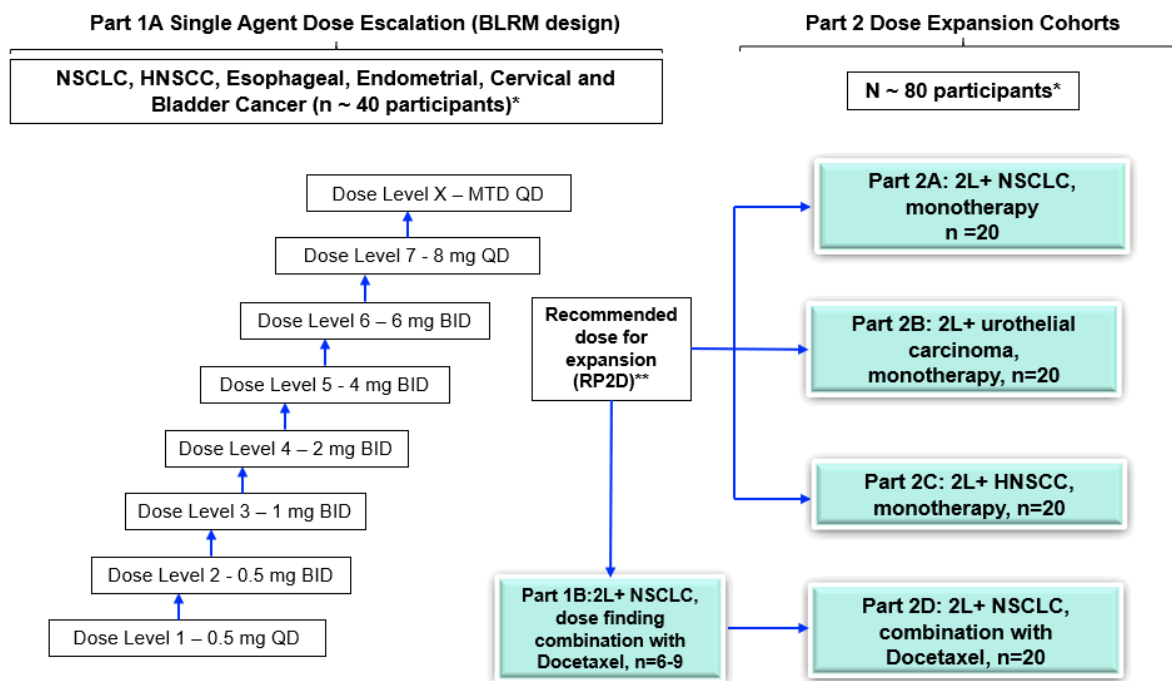 Part 1A Single Agent Dose Escalation (BLRM design)
NSCLC, HNSCC, Esophageal, Endometrial, Cervical and
Bladder Cancer (n ~ 40 participants)*
Dose Level X – MTD QD
Dose Level 7 - 8 mg QD
Dose Level 6 – 6 mg BID
Dose Level 5 - 4 mg BID
Dose Level 4 – 2 mg BID
Dose Level 3 – 1 mg BID
Dose Level 2 - 0.5 mg BID
Dose Level 1 – 0.5 mg QD
Recommended
dose for
expansion
(RP2D)**
Part 1B:2L+ NSCLC,
dose finding
combination with
Docetaxel, n=6-9
Part 2 Dose Expansion Cohorts
N ~ 80 participants*
Part 2A: 2L+ NSCLC,
monotherapy
n =20
Part 2B: 2L+ urothelial
carcinoma,
monotherapy, n=20
Part 2C: 2L+ HNSCC,
monotherapy, n=20
Part 2D: 2L+ NSCLC,
combination with
Docetaxel, n=20